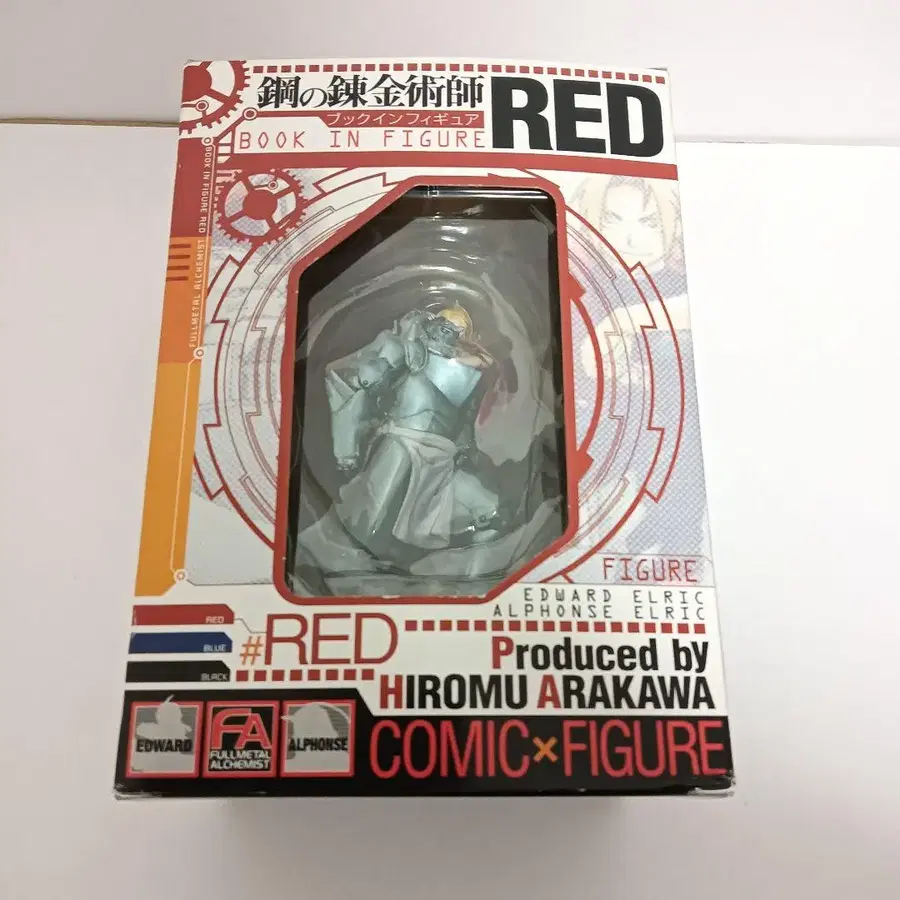 鋼の錬金術師
ブックインフィギュア
BOOK IN FIGURE
RED
BOOK IN FIGURE RED
FULLMETAL ALCHEMIST
FIGURE
EDWARD ELRIC
ALPHONSE ELRIC
RED
BLUE
BLACK
#RED
Produced by
HIROMU ARAKAWA
EDWARD
FA
FULLMETAL
ALCHEMIST
ALPHONSE
COMIC×FIGURE